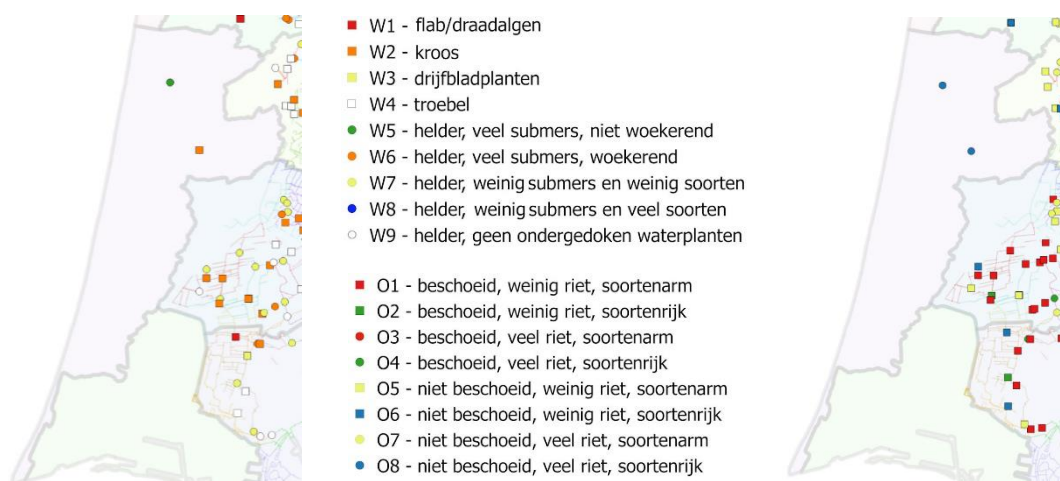 W1 - flab/draadalgen
W2 - kroos
W3 - drijfbladplanten
W4 - troebel
W5 - helder, veel submers, niet woekerend
W6 - helder, veel submers, woekerend
W7 - helder, weinig submers en weinig soorten
W8 - helder, weinig submers en veel soorten
W9 - helder, geen ondergedoken waterplanten
O1 - beschoeid, weinig riet, soortenarm
O2 - beschoeid, weinig riet, soortenrijk
O3 - beschoeid, veel riet, soortenarm
O4 - beschoeid, veel riet, soortenrijk
O5 - niet beschoeid, weinig riet, soortenarm
O6 - niet beschoeid, weinig riet, soortenrijk
O7 - niet beschoeid, veel riet, soortenarm
O8 - niet beschoeid, veel riet, soortenrijk